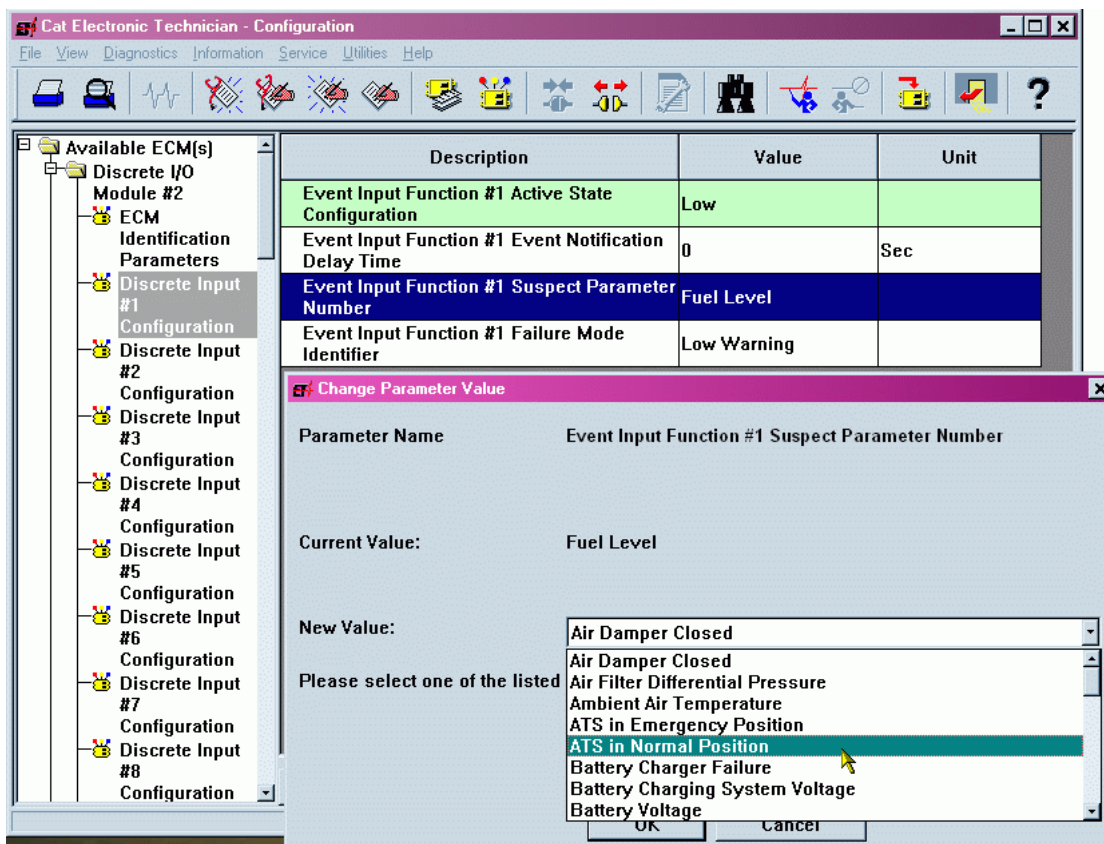 Cat Electronic Technician - Configuration
File View Diagnostics Information Service Utilities Help
?
Available ECM(s)
Discrete I/O
Module #2
ECM
Identification
Parameters
Discrete Input
#1
Configuration
Discrete Input
#2
Configuration
Discrete Input
#3
Configuration
Discrete Input
#4
Configuration
Discrete Input
#5
Configuration
Discrete Input
#6
Configuration
Discrete Input
#7
Configuration
Discrete Input
#8
Configuration
Description Value Unit
Event Input Function #1 Active State
Configuration
Low
Event Input Function #1 Event Notification
Delay Time
0 Sec
Event Input Function #1 Suspect Parameter
Number
Fuel Level
Event Input Function #1 Failure Mode
Identifier
Low Warning
ET Change Parameter Value
Parameter Name Event Input Function #1 Suspect Parameter Number
Current Value: Fuel Level
New Value: Air Damper Closed
Please select one of the listed
Air Damper Closed
Air Filter Differential Pressure
Ambient Air Temperature
ATS in Emergency Position
ATS in Normal Position
Battery Charger Failure
Battery Charging System Voltage
Battery Voltage
OK Cancel